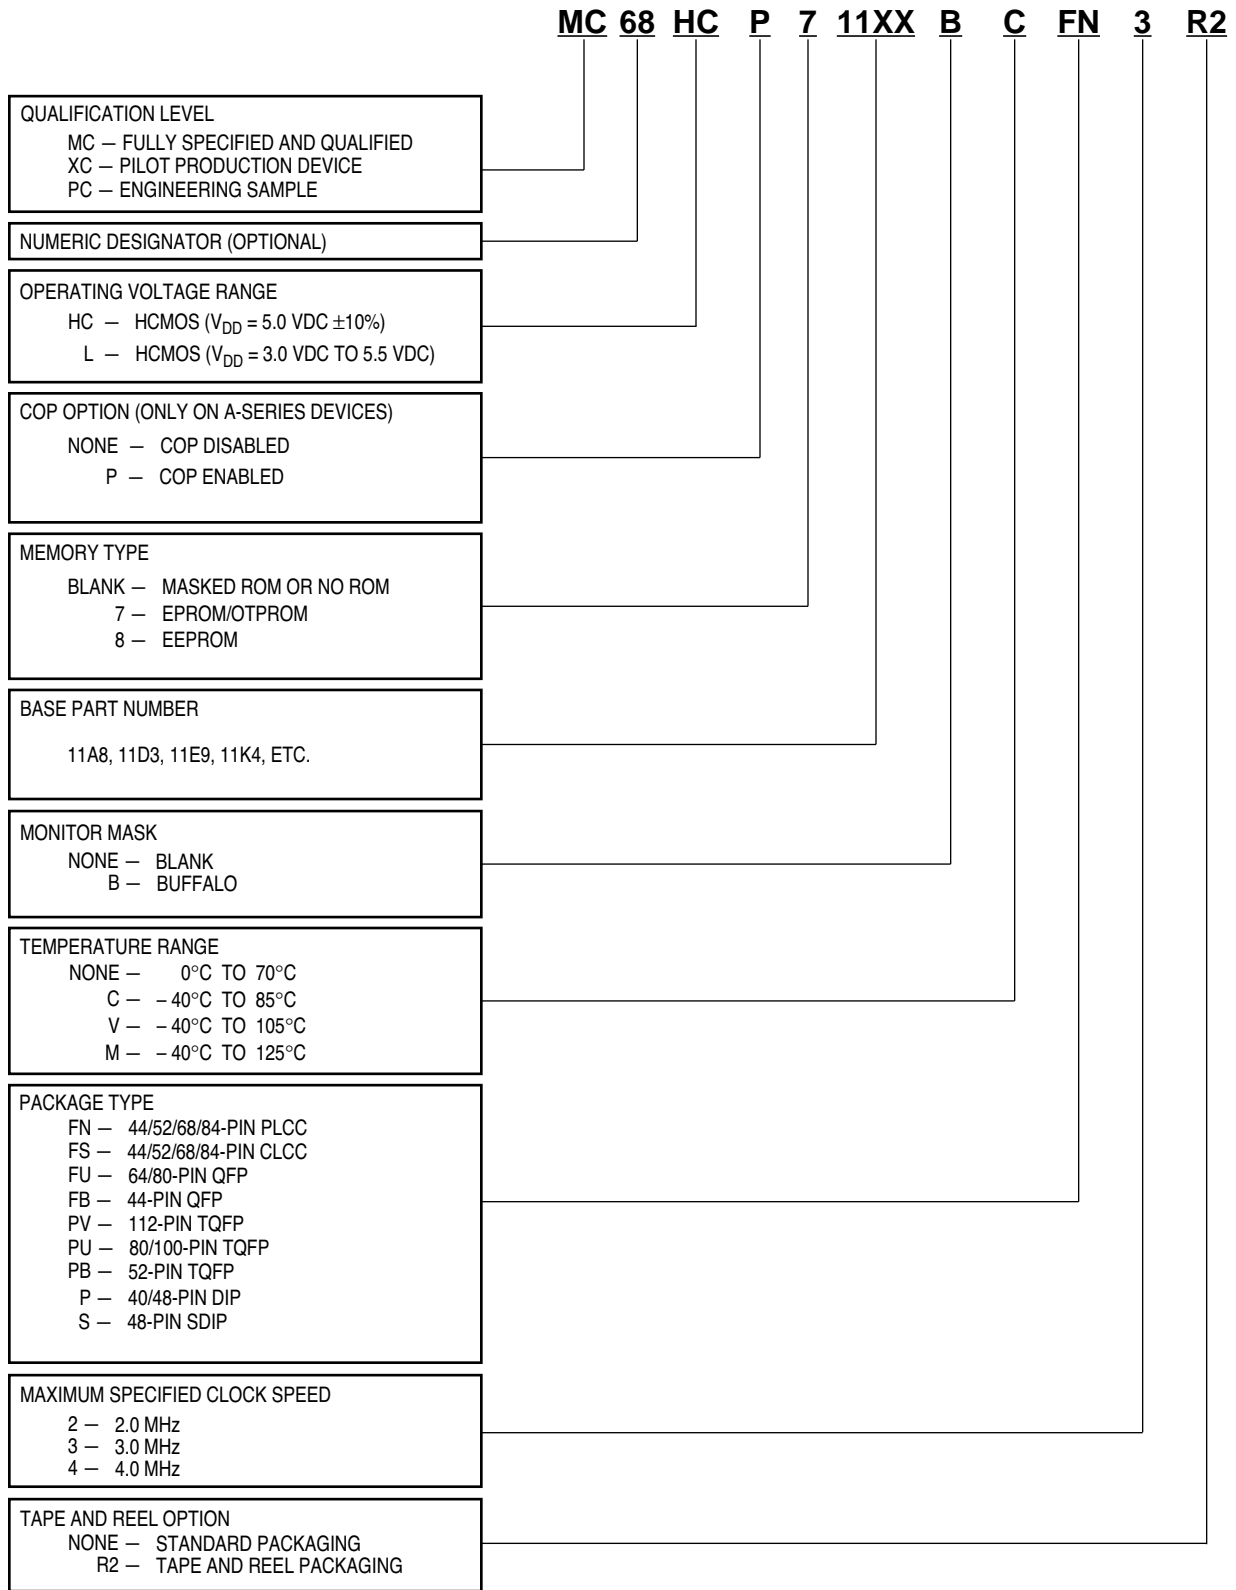 MC 68 HC P 7 11XX B C FN 3 R2
QUALIFICATION LEVEL
MC — FULLY SPECIFIED AND QUALIFIED
XC — PILOT PRODUCTION DEVICE
PC — ENGINEERING SAMPLE
NUMERIC DESIGNATOR (OPTIONAL)
OPERATING VOLTAGE RANGE
HC — HCMOS (VDD = 5.0 VDC ±10%)
L — HCMOS (VDD = 3.0 VDC TO 5.5 VDC)
COP OPTION (ONLY ON A-SERIES DEVICES)
NONE — COP DISABLED
P — COP ENABLED
MEMORY TYPE
BLANK — MASKED ROM OR NO ROM
7 — EPROM/OTPROM
8 — EEPROM
BASE PART NUMBER
11A8, 11D3, 11E9, 11K4, ETC.
MONITOR MASK
NONE — BLANK
B — BUFFALO
TEMPERATURE RANGE
NONE — 0°C TO 70°C
C — – 40°C TO 85°C
V — – 40°C TO 105°C
M — – 40°C TO 125°C
PACKAGE TYPE
FN — 44/52/68/84-PIN PLCC
FS — 44/52/68/84-PIN CLCC
FU — 64/80-PIN QFP
FB — 44-PIN QFP
PV — 112-PIN TQFP
PU — 80/100-PIN TQFP
PB — 52-PIN TQFP
P — 40/48-PIN DIP
S — 48-PIN SDIP
MAXIMUM SPECIFIED CLOCK SPEED
2 — 2.0 MHz
3 — 3.0 MHz
4 — 4.0 MHz
TAPE AND REEL OPTION
NONE — STANDARD PACKAGING
R2 — TAPE AND REEL PACKAGING